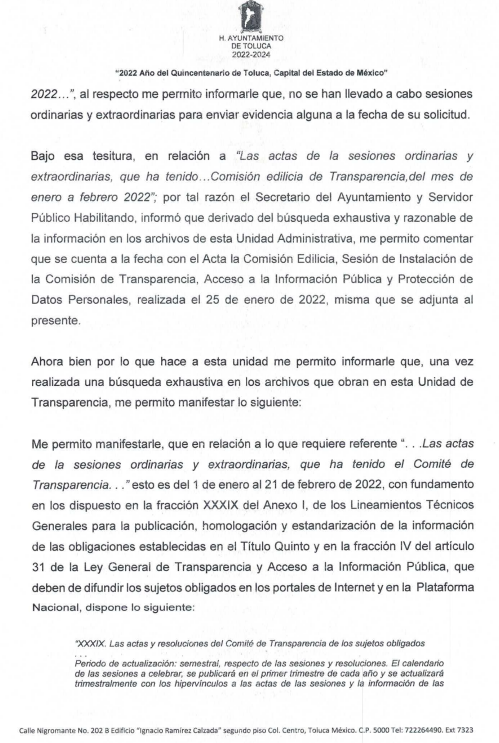 H. AYUNTAMIENTO
DE TOLUCA
2022-2024
"2022 Año del Quincentenario de Toluca, Capital del Estado de México"
2022…", al respecto me permito informarle que, no se han llevado a cabo sesiones
ordinarias y extraordinarias para enviar evidencia alguna a la fecha de su solicitud.
Bajo esa tesitura, en relación a "Las actas de la sesiones ordinarias y
extraordinarias, que ha tenido…Comisión edilicia de Transparencia,del mes de
enero a febrero 2022"; por tal razón el Secretario del Ayuntamiento y Servidor
Público Habilitando, informó que derivado del búsqueda exhaustiva y razonable de
la información en los archivos de esta Unidad Administrativa, me permito comentar
que se cuenta a la fecha con el Acta la Comisión Edilicia, Sesión de Instalación de
la Comisión de Transparencia, Acceso a la Información Pública y Protección de
Datos Personales, realizada el 25 de enero de 2022, misma que se adjunta al
presente.
Ahora bien por lo que hace a esta unidad me permito informarle que, una vez
realizada una búsqueda exhaustiva en los archivos que obran en esta Unidad de
Transparencia, me permito manifestar lo siguiente:
Me permito manifestarle, que en relación a lo que requiere referente ". . .Las actas
de la sesiones ordinarias y extraordinarias, que ha tenido el Comité de
Transparencia. . ." esto es del 1 de enero al 21 de febrero de 2022, con fundamento
en los dispuesto en la fracción XXXIX del Anexo I, de los Lineamientos Técnicos
Generales para la publicación, homologación y estandarización de la información
de las obligaciones establecidas en el Título Quinto y en la fracción IV del artículo
31 de la Ley General de Transparencia y Acceso a la Información Pública, que
deben de difundir los sujetos obligados en los portales de Internet y en la Plataforma
Nacional, dispone lo siguiente:
"XXXIX. Las actas y resoluciones del Comité de Transparencia de los sujetos obligados
. . .
Periodo de actualización: semestral, respecto de las sesiones y resoluciones. El calendario
de las sesiones a celebrar, se publicará en el primer trimestre de cada año y se actualizará
trimestralmente con los hipervínculos a las actas de las sesiones y la información de las
Calle Nigromante No. 202 B Edificio "Ignacio Ramírez Calzada" segundo piso Col. Centro, Toluca México. C.P. 5000 Tel: 722264490. Ext 7323